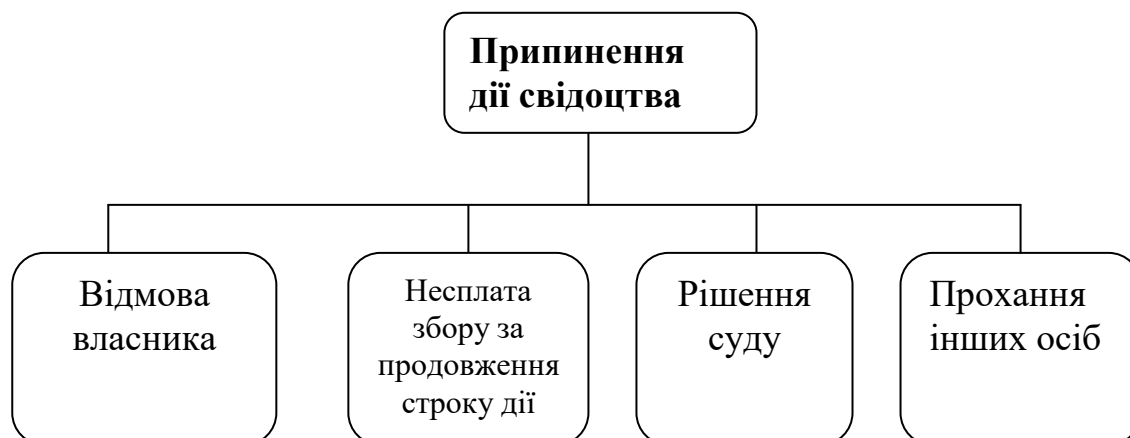 Припинення
дії свідоцтва
Відмова
власника
Несплата
збору за
продовження
строку дії
Рішення
суду
Прохання
інших осіб